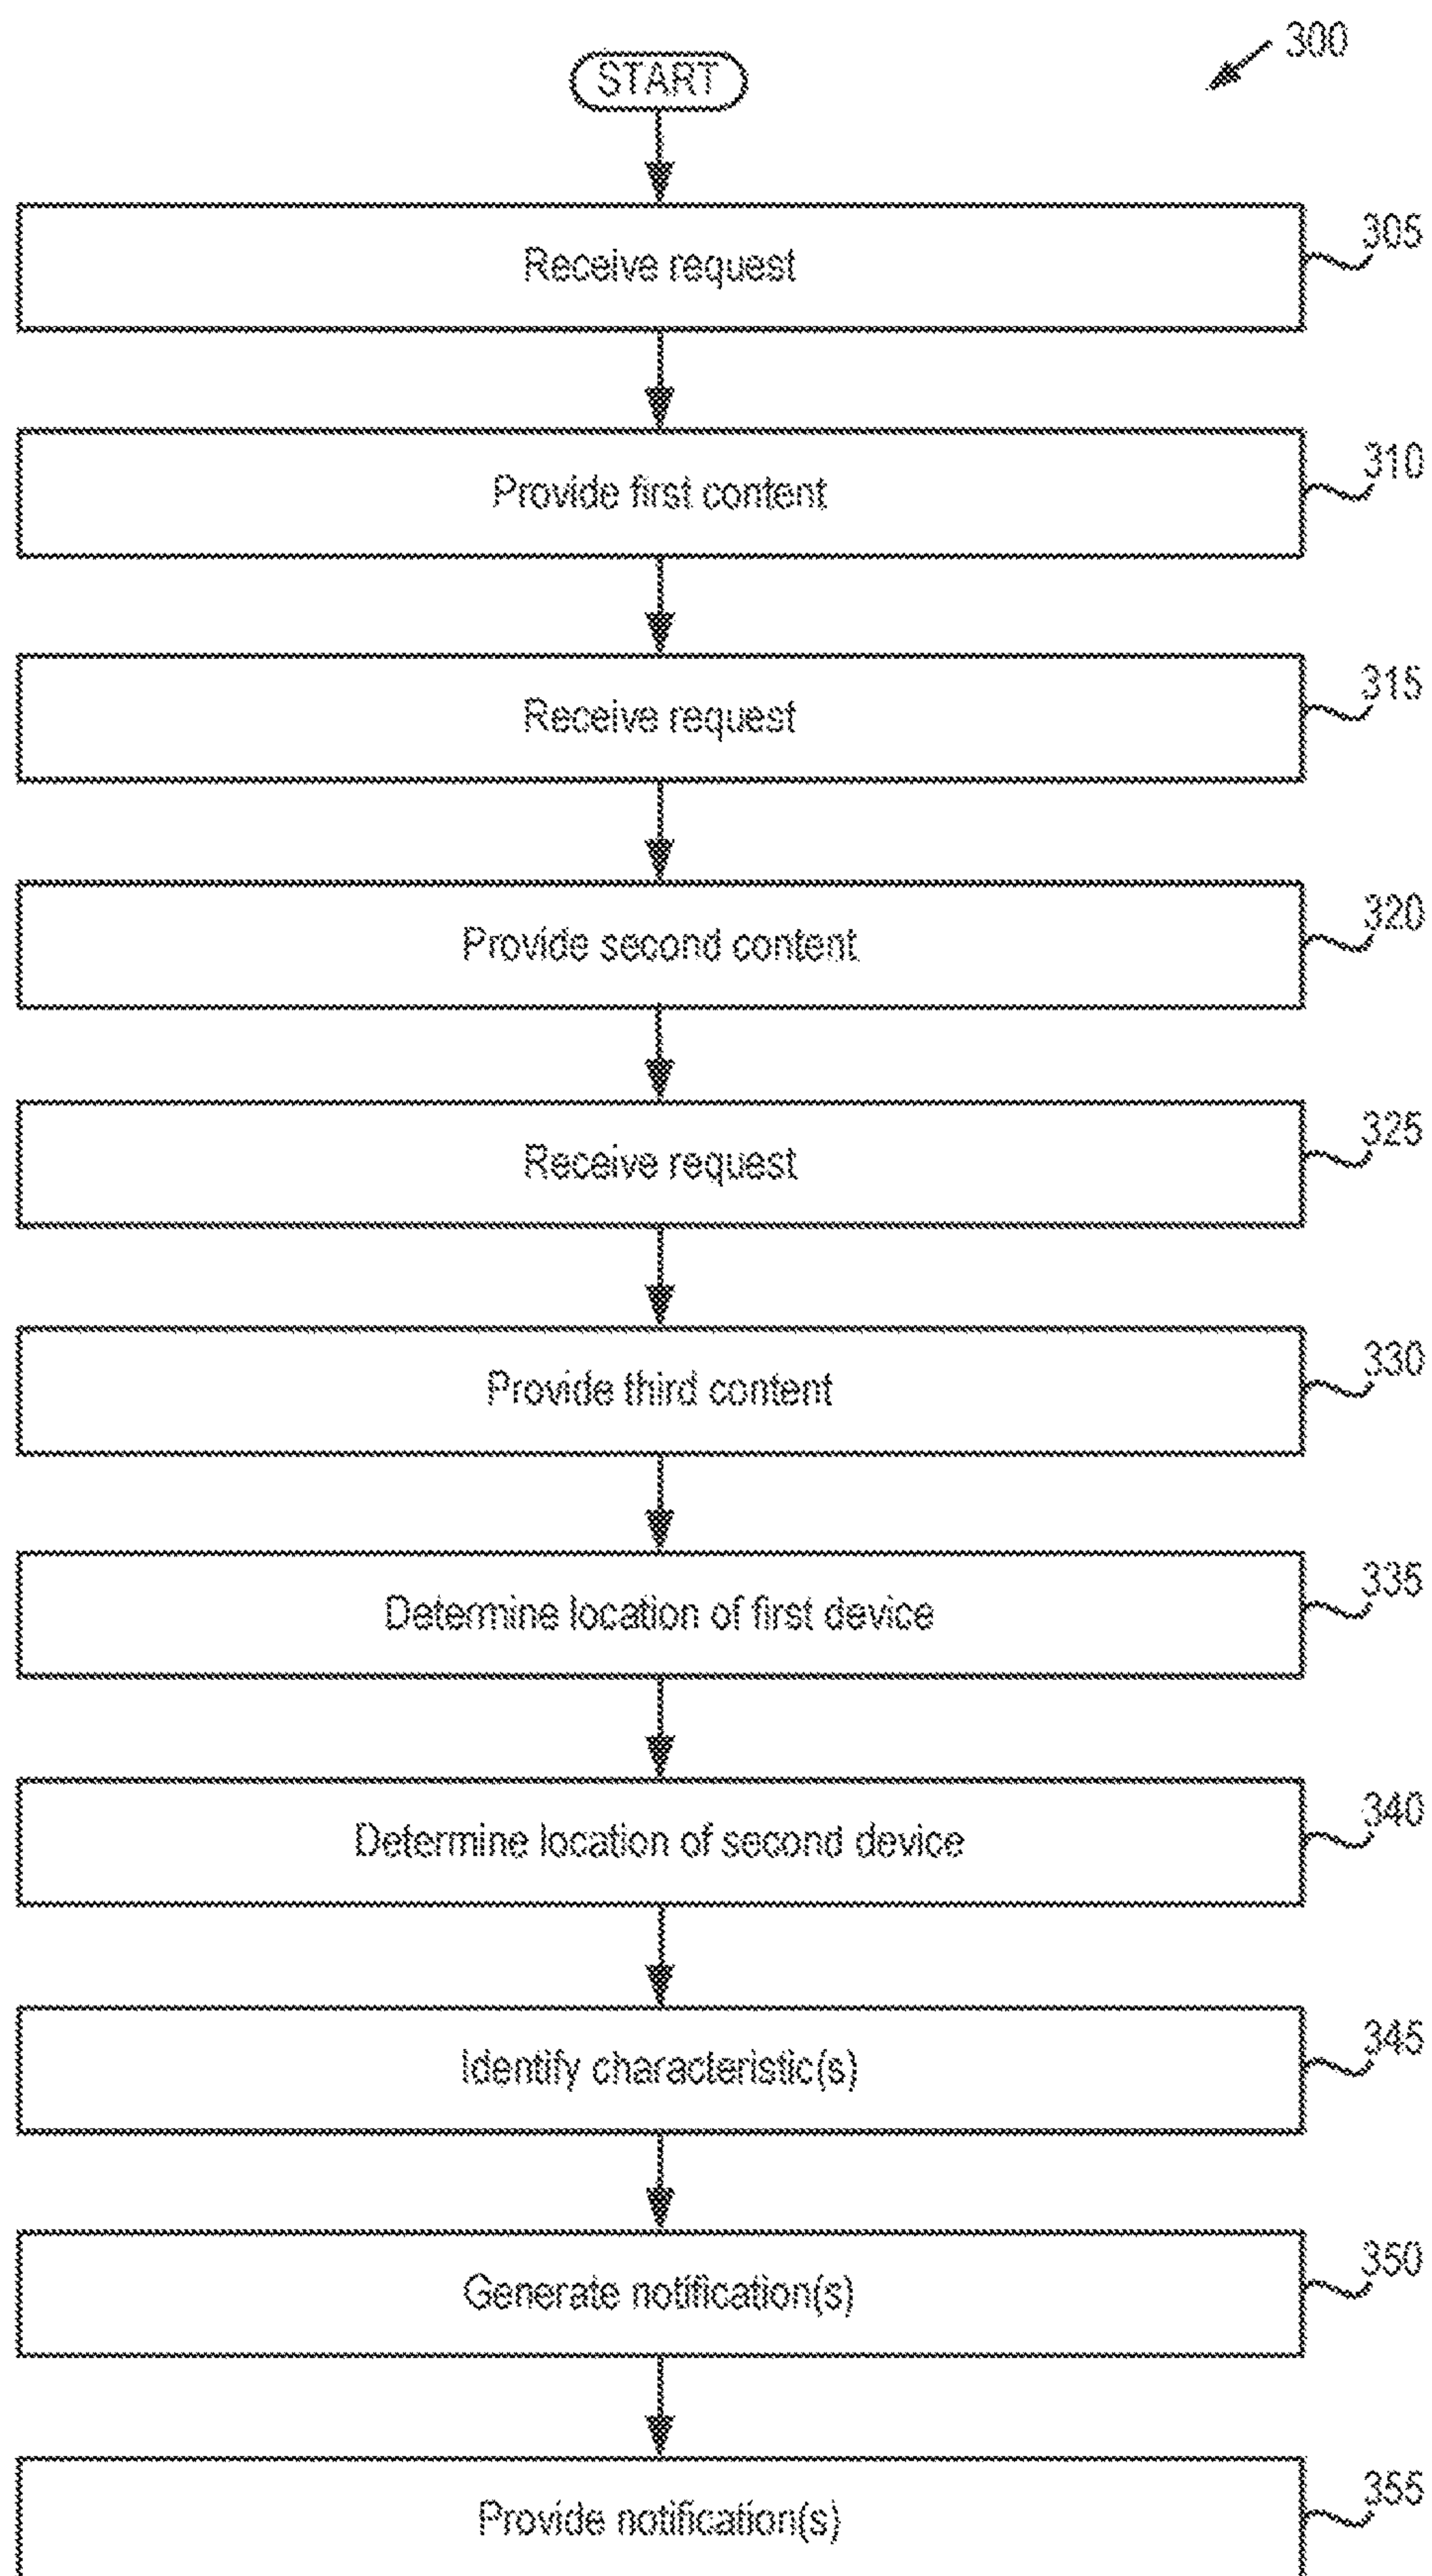 300
START
Receive request
305
Provide first content
310
Receive request
315
Provide second content
320
Receive request
325
Provide third content
330
Determine location of first device
335
Determine location of second device
340
Identify characteristic(s)
345
Generate notification(s)
350
Provide notification(s)
355